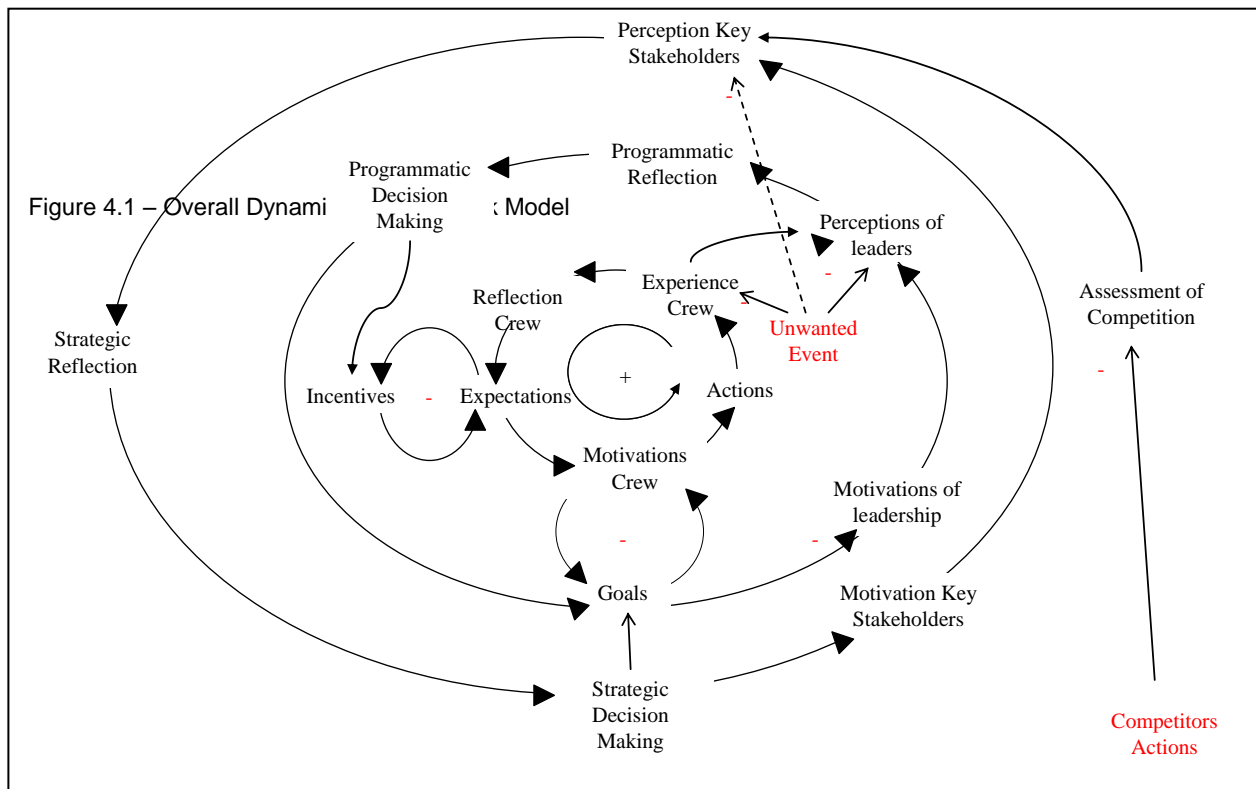 Perception Key
Stakeholders
-
Programmatic
Reflection
Programmatic
Decision
Making
Figure 4.1 – Overall Dynami k Model
Perceptions of
leaders
-
Experience
Crew
-
Unwanted
Event
Reflection
Crew
Assessment of
Competition
-
Strategic
Reflection
Incentives
-
Expectations
+
Actions
Motivations
Crew
-
Motivations of
leadership
-
Goals
Motivation Key
Stakeholders
Strategic
Decision
Making
Competitors
Actions